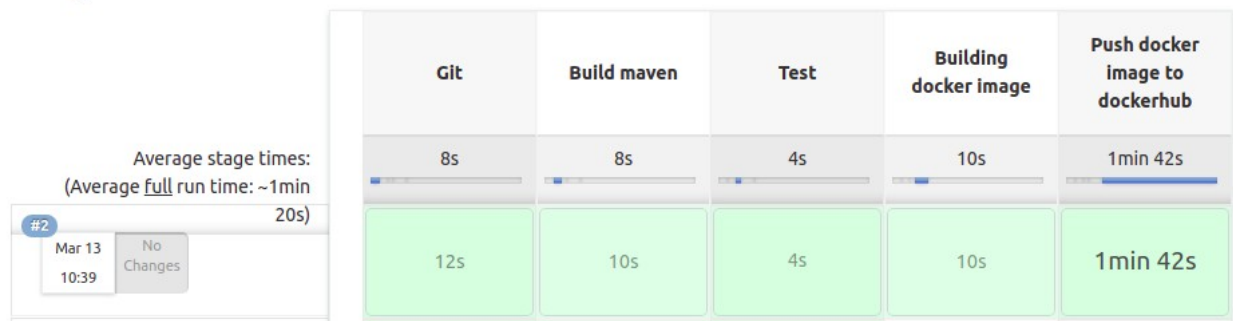 Git
Build maven
Test
Building
docker image
Push docker
image to
dockerhub
Average stage times:
(Average full run time: ~1min
20s)
8s
8s
4s
10s
1min 42s
#2
Mar 13
10:39
No
Changes
12s
10s
4s
10s
1min 42s